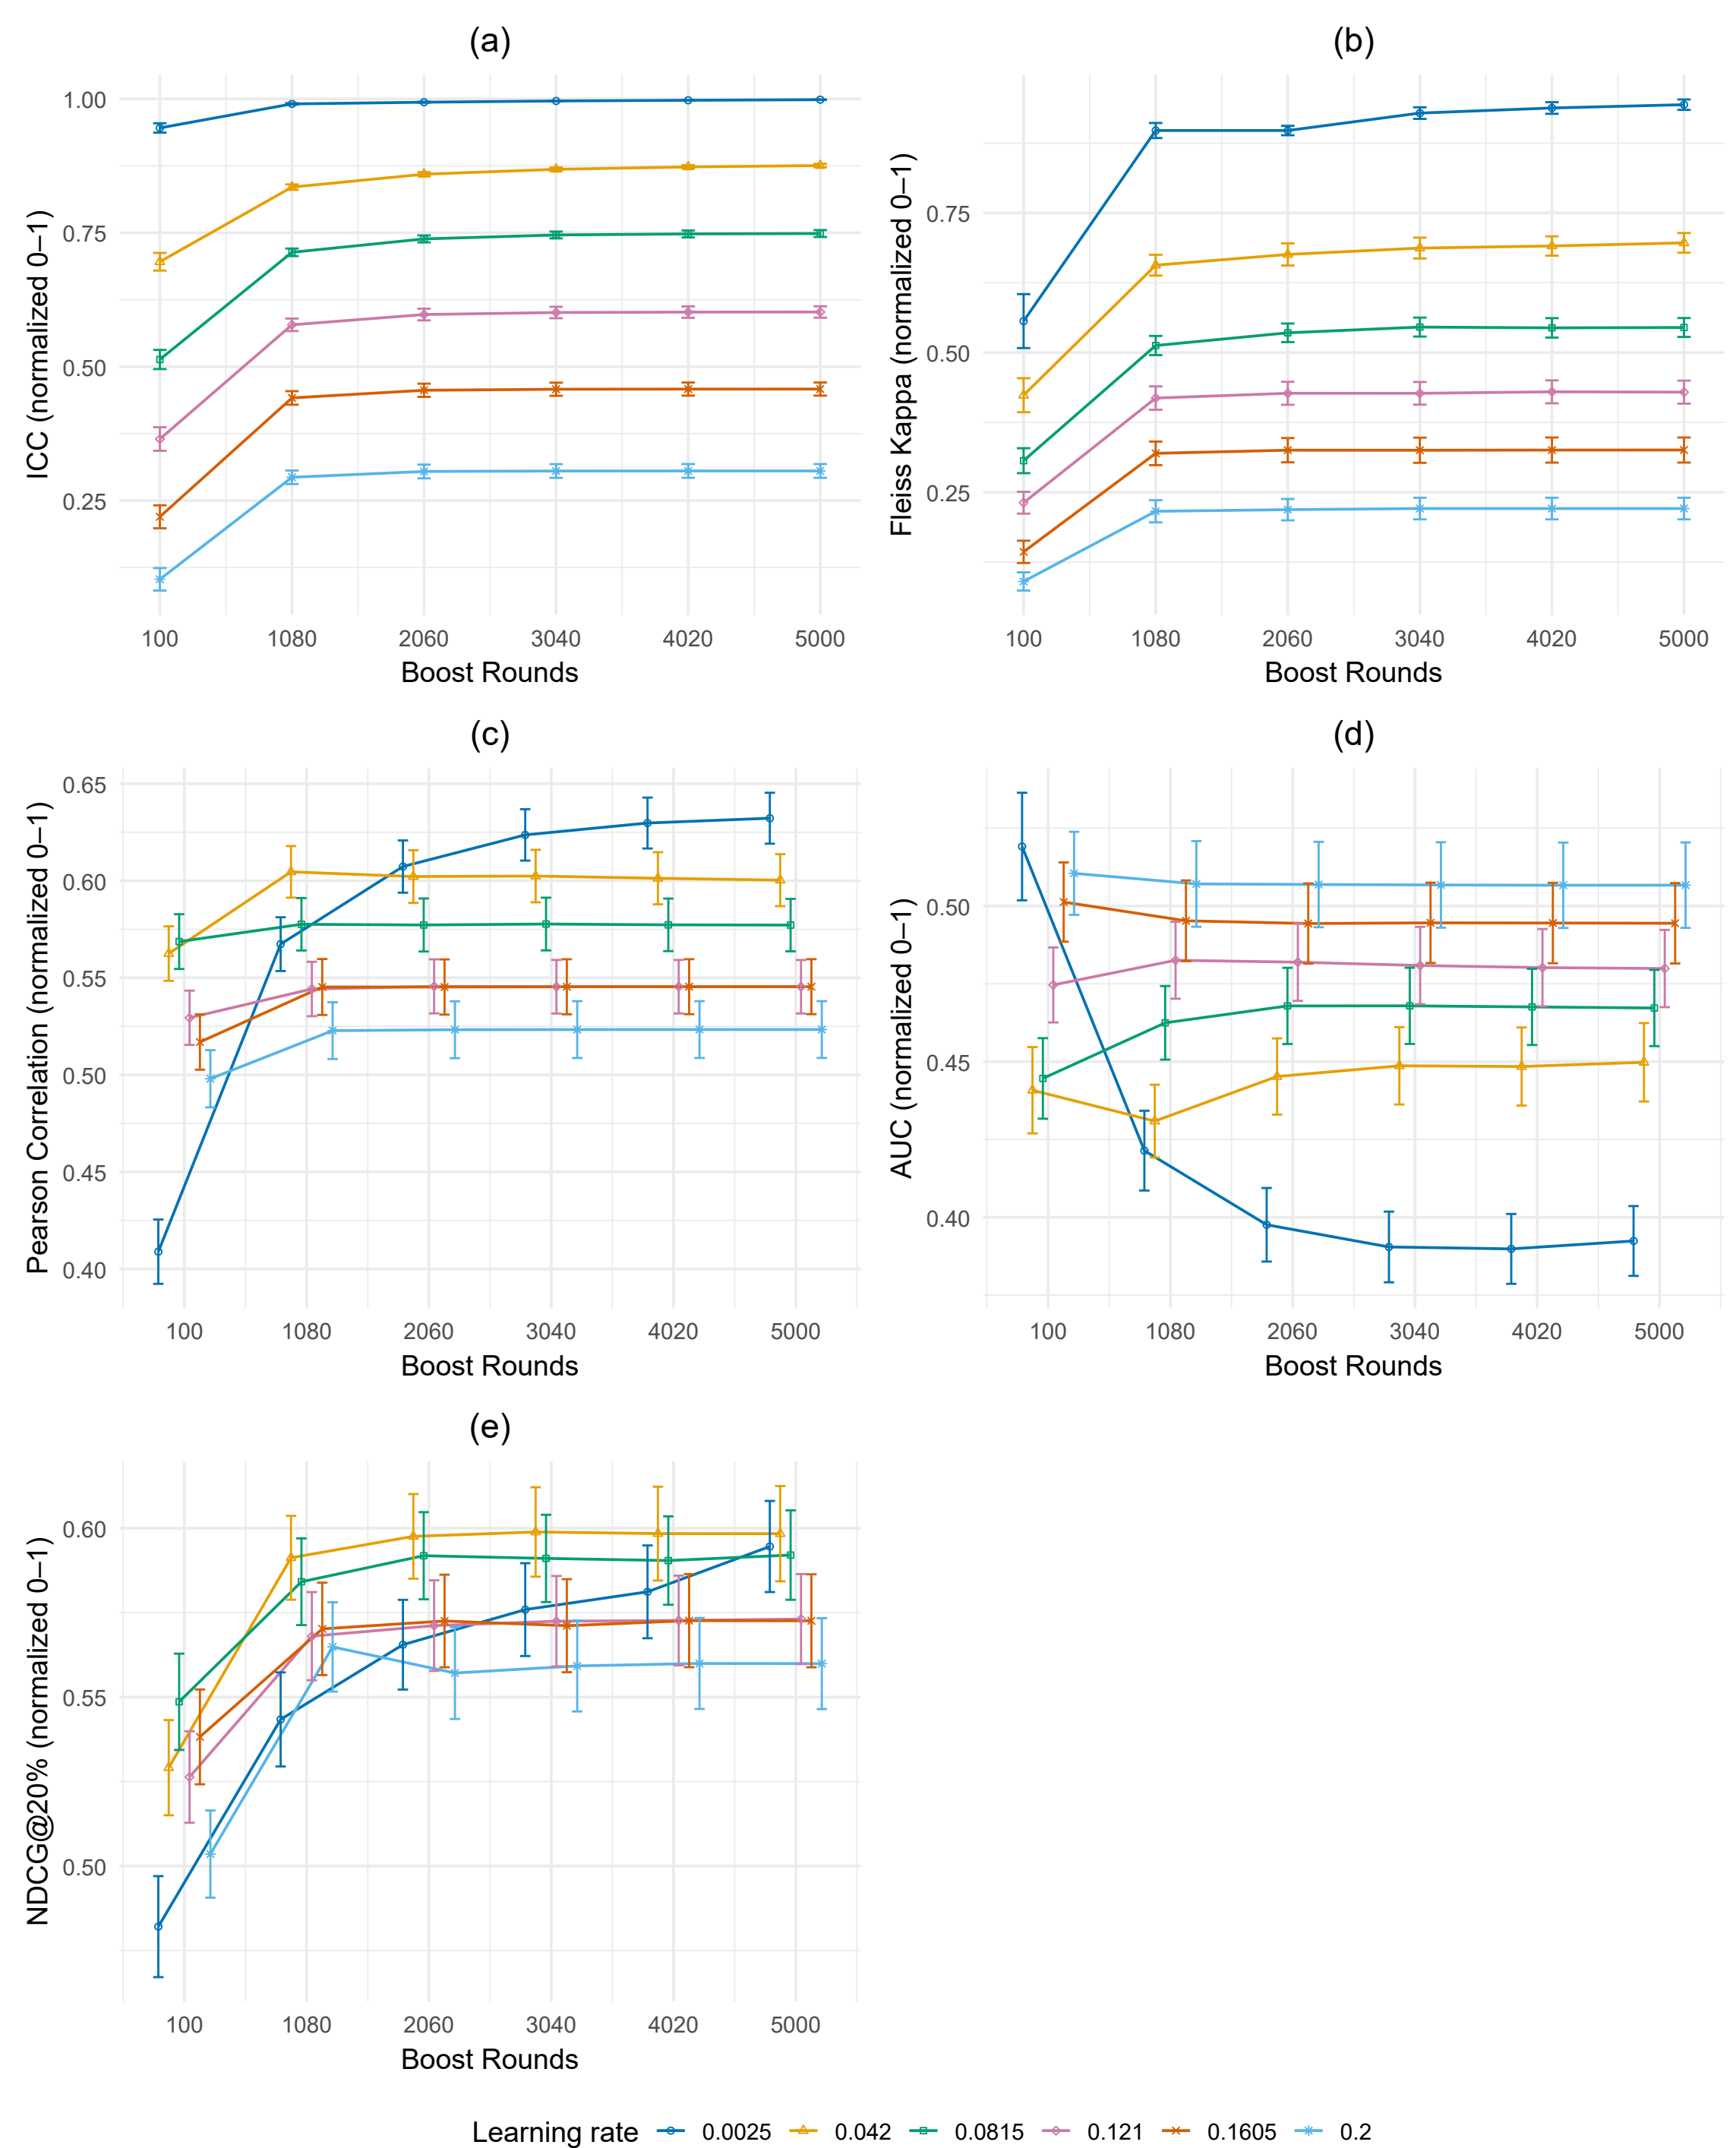 (a)
ICC (normalized 0–1)
1.00
0.75
0.50
0.25
100 1080 2060 3040 4020 5000
Boost Rounds
(b)
Fleiss Kappa (normalized 0–1)
0.75
0.50
0.25
100 1080 2060 3040 4020 5000
Boost Rounds
(c)
Pearson Correlation (normalized 0–1)
0.65
0.60
0.55
0.50
0.45
0.40
100 1080 2060 3040 4020 5000
Boost Rounds
(d)
AUC (normalized 0–1)
0.50
0.45
0.40
100 1080 2060 3040 4020 5000
Boost Rounds
(e)
NDCG@20% (normalized 0–1)
0.60
0.55
0.50
100 1080 2060 3040 4020 5000
Boost Rounds
Learning rate 0.0025 0.042 0.0815 0.121 0.1605 0.2